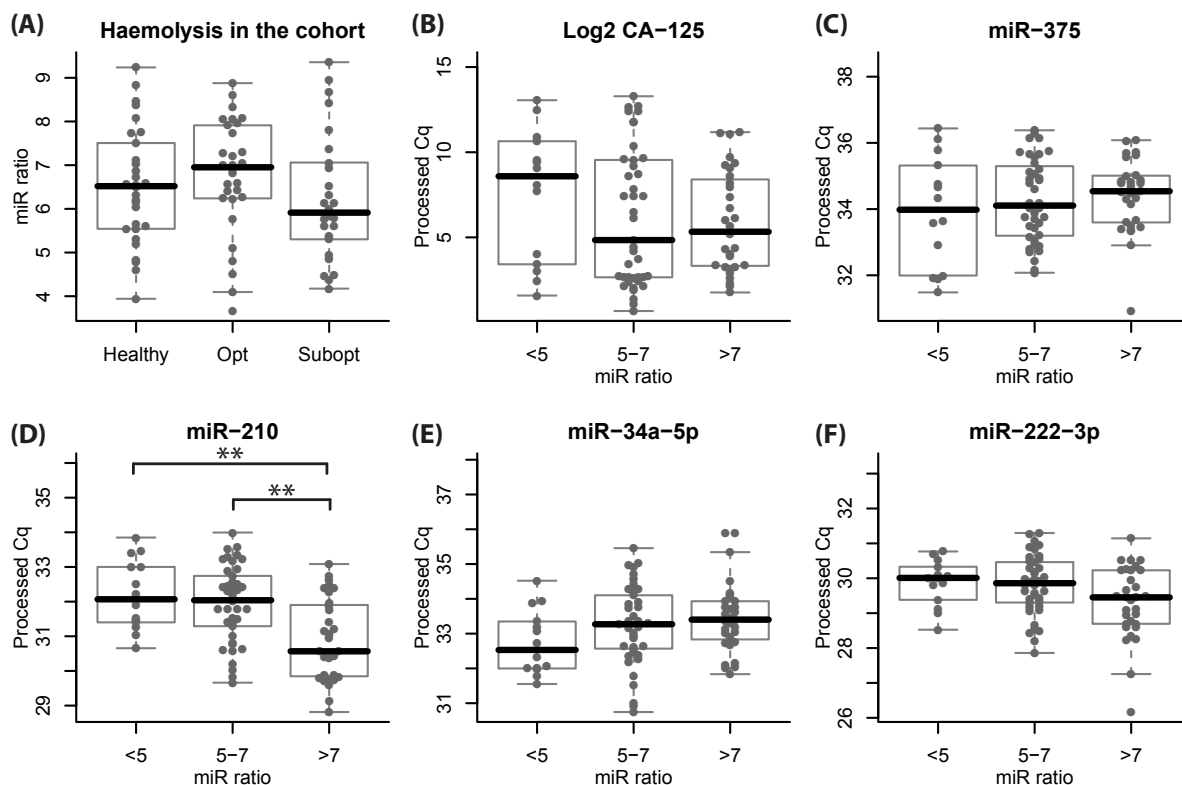 (A) Haemolysis in the cohort
miR ratio
9
8
7
6
5
4
Healthy Opt Subopt
(B) Log2 CA−125
Processed Cq
15
10
5
<5 5−7 >7
miR ratio
(C) miR−375
Processed Cq
38
36
34
32
<5 5−7 >7
miR ratio
(D) miR−210
** **
Processed Cq
35
33
31
29
<5 5−7 >7
miR ratio
(E) miR−34a−5p
Processed Cq
37
35
33
31
<5 5−7 >7
miR ratio
(F) miR−222−3p
Processed Cq
32
30
28
26
<5 5−7 >7
miR ratio